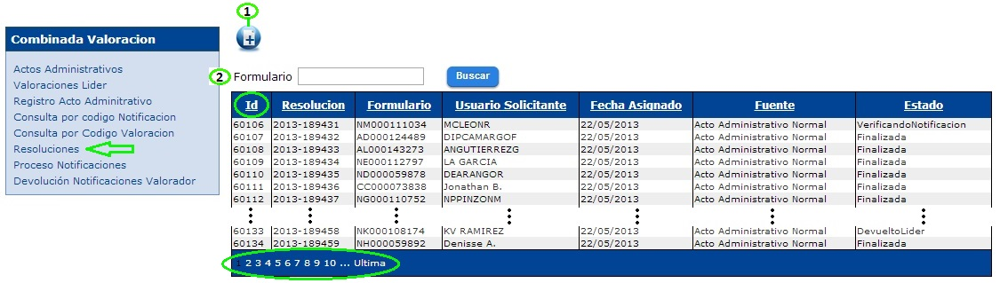 1
Combinada Valoracion
Actos Administrativos
Valoraciones Lider
Registro Acto Adminitrativo
Consulta por codigo Notificacion
Consulta por Codigo Valoracion
Resoluciones
Proceso Notificaciones
Devolución Notificaciones Valorador
2 Formulario Buscar
Id Resolucion Formulario Usuario Solicitante Fecha Asignado Fuente Estado
60106 2013-189431 NM000111034 MCLEONR 22/05/2013 Acto Administrativo Normal VerificandoNotificacion
60107 2013-189432 AD000124489 DIPCAMARGOF 22/05/2013 Acto Administrativo Normal Finalizada
60108 2013-189433 AL000143273 ANGUTIERREZG 22/05/2013 Acto Administrativo Normal Finalizada
60109 2013-189434 NE000112797 LA GARCIA 22/05/2013 Acto Administrativo Normal Finalizada
60110 2013-189435 ND000059878 DEARANGOR 22/05/2013 Acto Administrativo Normal Finalizada
60111 2013-189436 CC000073838 Jonathan B. 22/05/2013 Acto Administrativo Normal Finalizada
60112 2013-189437 NG000110752 NPPINZONM 22/05/2013 Acto Administrativo Normal Finalizada
60133 2013-189458 NK000108174 KV RAMIREZ 22/05/2013 Acto Administrativo Normal DevueltoLider
60134 2013-189459 NH000059892 Denisse A. 22/05/2013 Acto Administrativo Normal Finalizada
1 2 3 4 5 6 7 8 9 10 ... Ultima